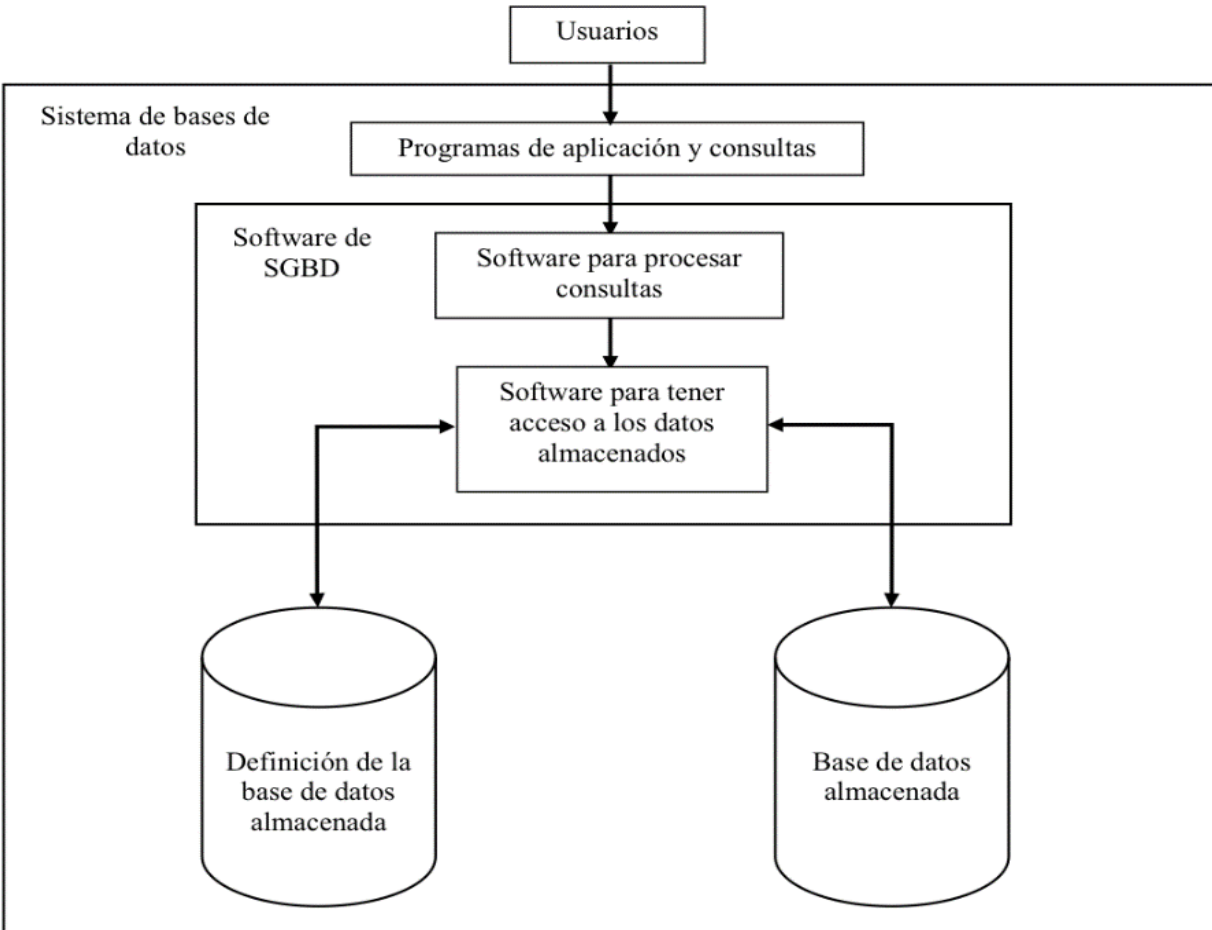 Usuarios
Sistema de bases de
datos
Programas de aplicación y consultas
Software de
SGBD
Software para procesar
consultas
Software para tener
acceso a los datos
almacenados
Definición de la
base de datos
almacenada
Base de datos
almacenada